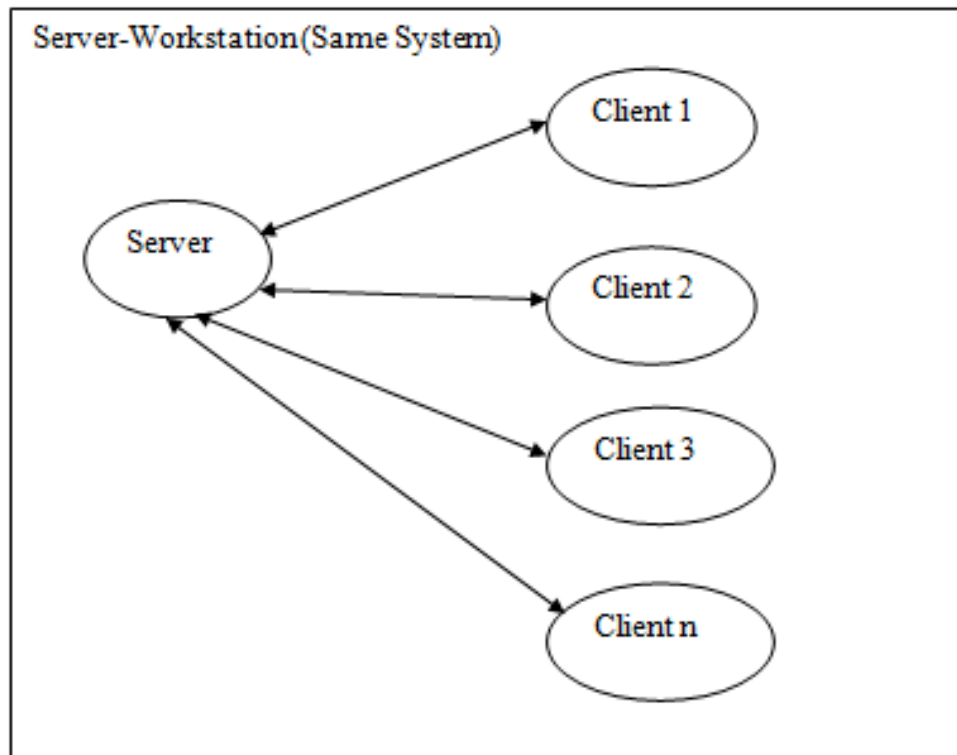 Server-Workstation(Same System)
Client 1
Server
Client 2
Client 3
Client n